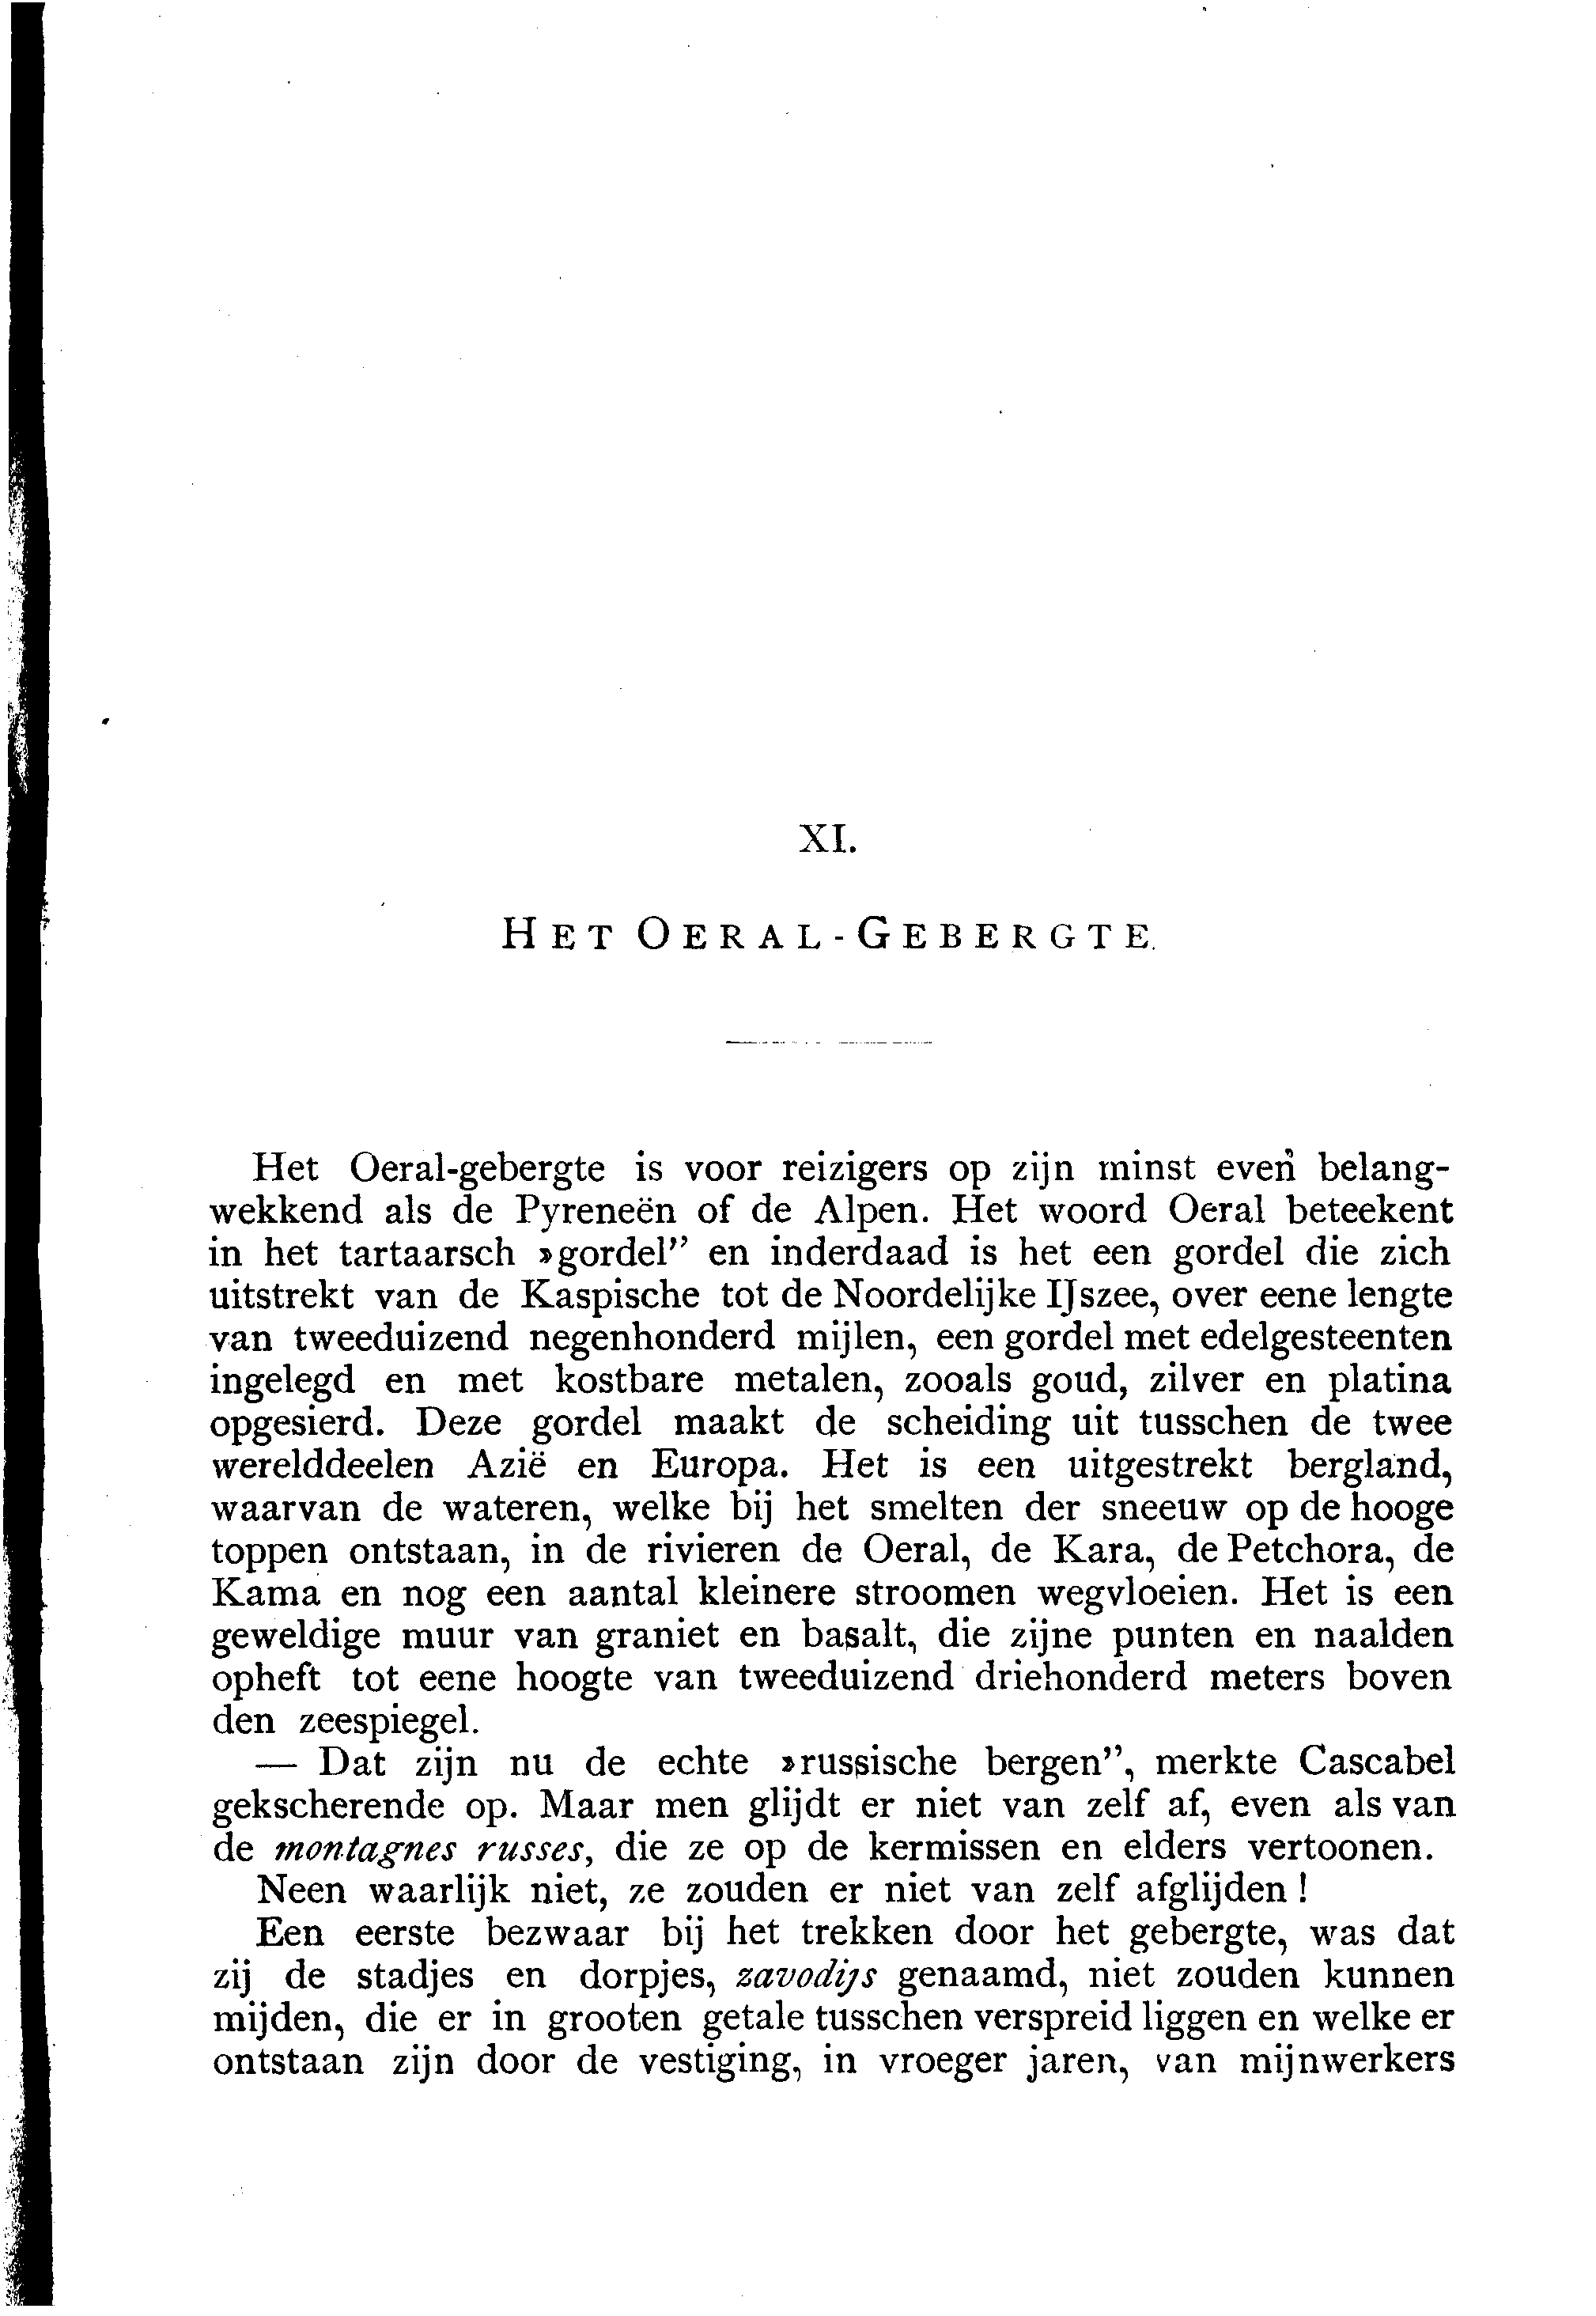 XI.
HET OERAL-GEBERGTE.
Het Oeral-gebergte is voor reizigers op zijn minst even belang-
wekkend als de Pyreneën of de Alpen. Het woord Oeral beteekent
in het tartaarsch »gordel” en inderdaad is het een gordel die zich
uitstrekt van de Kaspische tot de Noordelijke IJszee, over eene lengte
van tweeduizend negenhonderd mijlen, een gordel met edelgesteenten
ingelegd en met kostbare metalen, zooals goud, zilver en platina
opgesierd. Deze gordel maakt de scheiding uit tusschen de twee
werelddeelen Azië en Europa. Het is een uitgestrekt bergland,
waarvan de wateren, welke bij het smelten der sneeuw op de hooge
toppen ontstaan, in de rivieren de Oeral, de Kara, de Petchora, de
Kama en nog een aantal kleinere stroomen wegvloeien. Het is een
geweldige muur van graniet en basalt, die zijne punten en naalden
opheft tot eene hoogte van tweeduizend driehonderd meters boven
den zeespiegel.
— Dat zijn nu de echte »russische bergen”, merkte Cascabel
gekscherende op. Maar men glijdt er niet van zelf af, even als van
de montagnes russes, die ze op de kermissen en elders vertoonen.
Neen waarlijk niet, ze zouden er niet van zelf afglijden!
Een eerste bezwaar bij het trekken door het gebergte, was dat
zij de stadjes en dorpjes, zavodijs genaamd, niet zouden kunnen
mijden, die er in grooten getale tusschen verspreid liggen en welke er
ontstaan zijn door de vestiging, in vroeger jaren, van mijnwerkers